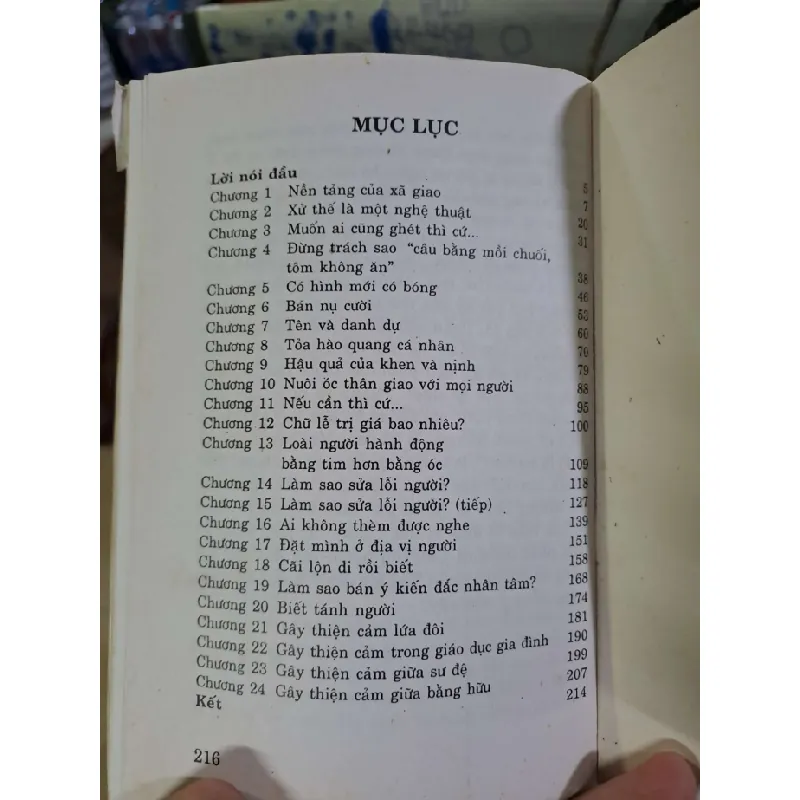 MỤC LỤC
Lời nói đầu 5
Chương 1 Nền tảng của xã giao 7
Chương 2 Xử thế là một nghệ thuật 20
Chương 3 Muốn ai cũng ghét thì cứ... 31
Chương 4 Đừng trách sao "câu bằng mồi chuối,
tôm không ăn" 38
Chương 5 Có hình mới có bóng 46
Chương 6 Bán nụ cười 53
Chương 7 Tên và danh dự 60
Chương 8 Tỏa hào quang cá nhân 70
Chương 9 Hậu quả của khen và nịnh 79
Chương 10 Nuôi óc thân giao với mọi người 88
Chương 11 Nếu cần thì cứ... 95
Chương 12 Chữ lễ trị giá bao nhiêu? 100
Chương 13 Loài người hành động
bằng tim hơn bằng óc 109
Chương 14 Làm sao sửa lỗi người? 118
Chương 15 Làm sao sửa lỗi người? (tiếp) 127
Chương 16 Ai không thèm được nghe 139
Chương 17 Đặt mình ở địa vị người 151
Chương 18 Cãi lộn đi rồi biết 158
Chương 19 Làm sao bán ý kiến đắc nhân tâm? 168
Chương 20 Biết tánh người 174
Chương 21 Gây thiện cảm lứa đôi 181
Chương 22 Gây thiện cảm trong giáo dục gia đình 190
Chương 23 Gây thiện cảm giữa sư đệ 199
Chương 24 Gây thiện cảm giữa bằng hữu 207
Kết 214
216